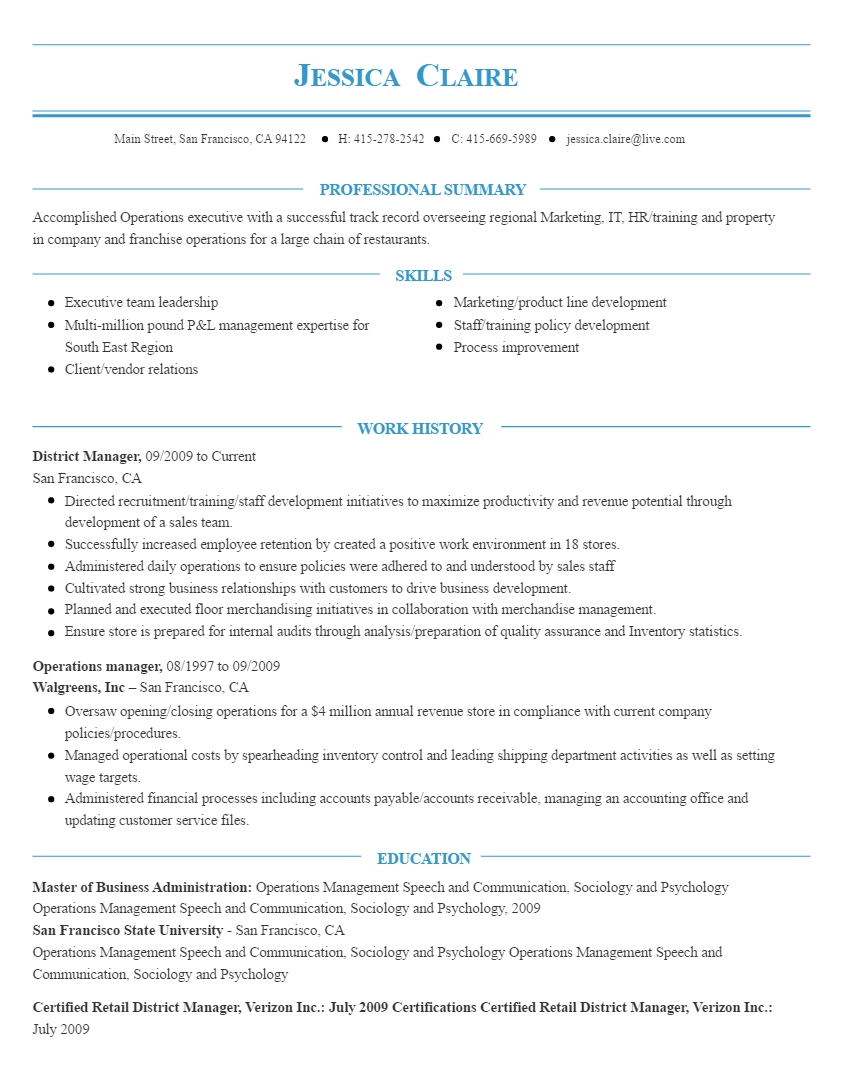 Jessica Claire
Main Street, San Francisco, CA 94122 ● H: 415-278-2542 ● C: 415-669-5989 ● jessica.claire@live.com
PROFESSIONAL SUMMARY
Accomplished Operations executive with a successful track record overseeing regional Marketing, IT, HR/training and property
in company and franchise operations for a large chain of restaurants.
SKILLS
● Executive team leadership
● Multi-million pound P&L management expertise for
South East Region
● Client/vendor relations
● Marketing/product line development
● Staff/training policy development
● Process improvement
WORK HISTORY
District Manager, 09/2009 to Current
San Francisco, CA
● Directed recruitment/training/staff development initiatives to maximize productivity and revenue potential through
development of a sales team.
● Successfully increased employee retention by created a positive work environment in 18 stores.
● Administered daily operations to ensure policies were adhered to and understood by sales staff
● Cultivated strong business relationships with customers to drive business development.
● Planned and executed floor merchandising initiatives in collaboration with merchandise management.
● Ensure store is prepared for internal audits through analysis/preparation of quality assurance and Inventory statistics.
Operations manager, 08/1997 to 09/2009
Walgreens, Inc – San Francisco, CA
● Oversaw opening/closing operations for a $4 million annual revenue store in compliance with current company
policies/procedures.
● Managed operational costs by spearheading inventory control and leading shipping department activities as well as setting
wage targets.
● Administered financial processes including accounts payable/accounts receivable, managing an accounting office and
updating customer service files.
EDUCATION
Master of Business Administration: Operations Management Speech and Communication, Sociology and Psychology
Operations Management Speech and Communication, Sociology and Psychology, 2009
San Francisco State University - San Francisco, CA
Operations Management Speech and Communication, Sociology and Psychology Operations Management Speech and
Communication, Sociology and Psychology
Certified Retail District Manager, Verizon Inc.: July 2009 Certifications Certified Retail District Manager, Verizon Inc.:
July 2009